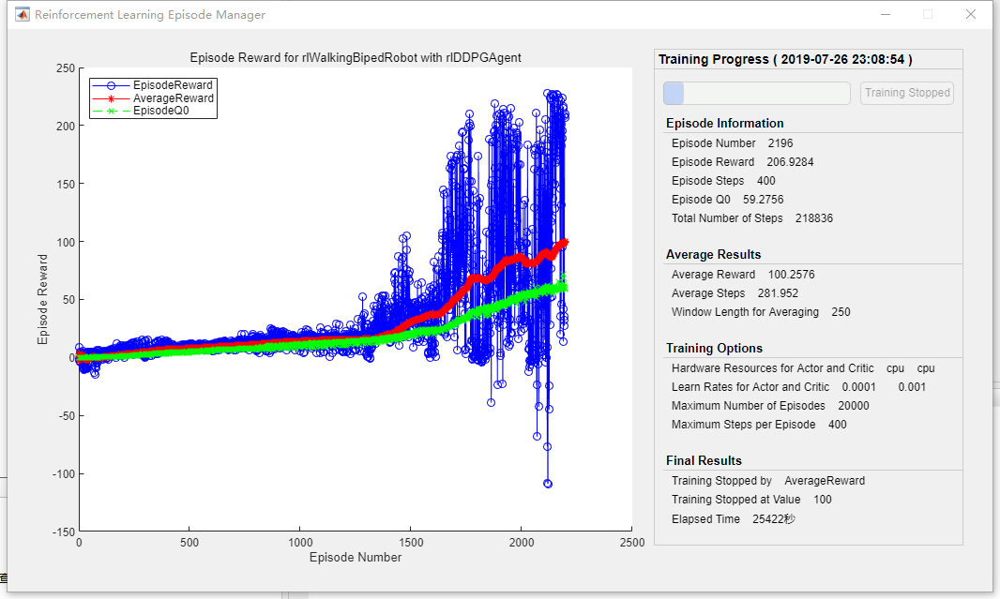 Reinforcement Learning Episode Manager
Episode Reward for rlWalkingBipedRobot with rlDDPGAgent
EpisodeReward
AverageReward
EpisodeQ0
250
200
150
100
50
0
-50
-100
-150
0 500 1000 1500 2000 2500
Episode Reward
Episode Number
Training Progress ( 2019-07-26 23:08:54 )
Training Stopped
Episode Information
Episode Number 2196
Episode Reward 206.9284
Episode Steps 400
Episode Q0 59.2756
Total Number of Steps 218836
Average Results
Average Reward 100.2576
Average Steps 281.952
Window Length for Averaging 250
Training Options
Hardware Resources for Actor and Critic cpu cpu
Learn Rates for Actor and Critic 0.0001 0.001
Maximum Number of Episodes 20000
Maximum Steps per Episode 400
Final Results
Training Stopped by AverageReward
Training Stopped at Value 100
Elapsed Time 25422秒